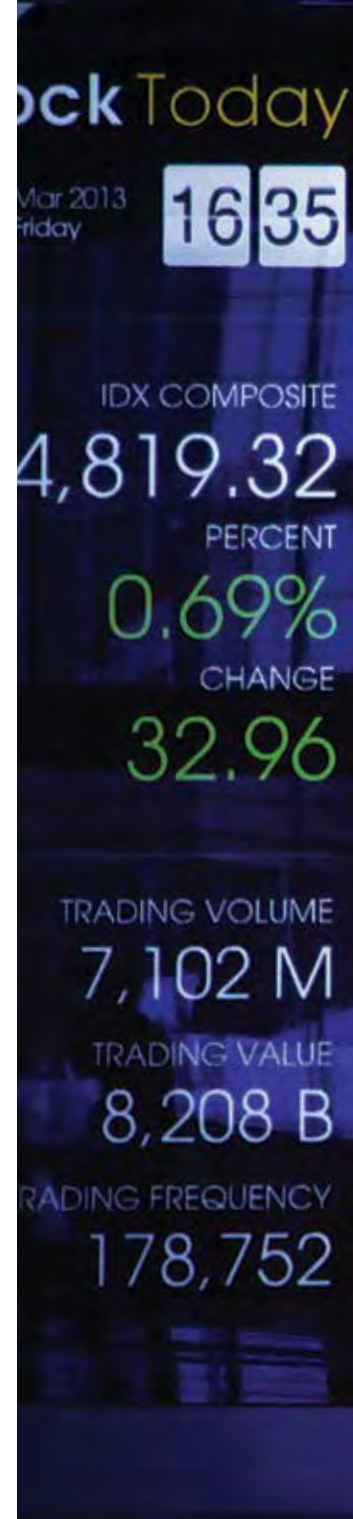 ock Today
Mar 2013
Friday
16 35
IDX COMPOSITE
4,819.32
PERCENT
0.69%
CHANGE
32.96
TRADING VOLUME
7,102 M
TRADING VALUE
8,208 B
RADING FREQUENCY
178,752